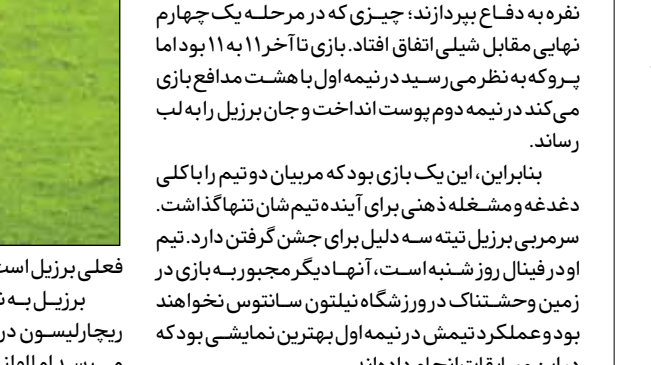 نفره به دفاع بپردازند؛ چیزی که در مرحله یک چهارم
نهایی مقابل شیلی اتفاق افتاد. بازی تا آخر ۱۱ به ۱۱ بود اما
پرو که به نظر می‌رسید در نیمه اول با هشت مدافع بازی
می‌کند در نیمه دوم پوست انداخت و جان برزیل را به لب
رساند.
بنابراین، این یک بازی بود که مربیان دو تیم را با کلی
دغدغه و مشغله ذهنی برای آینده تیم‌شان تنها گذاشت.
سرمربی برزیل تیته سه دلیل برای جشن گرفتن دارد. تیم
او در فینال روز شنبه است، آنها دیگر مجبور به بازی در
زمین وحشتناک در ورزشگاه نیلتون سانتوس نخواهند
بود و عملکرد تیمش در نیمه اول بهترین نمایشی بود که
فعلی برزیل است
برزیل به
ریچارلیسون در